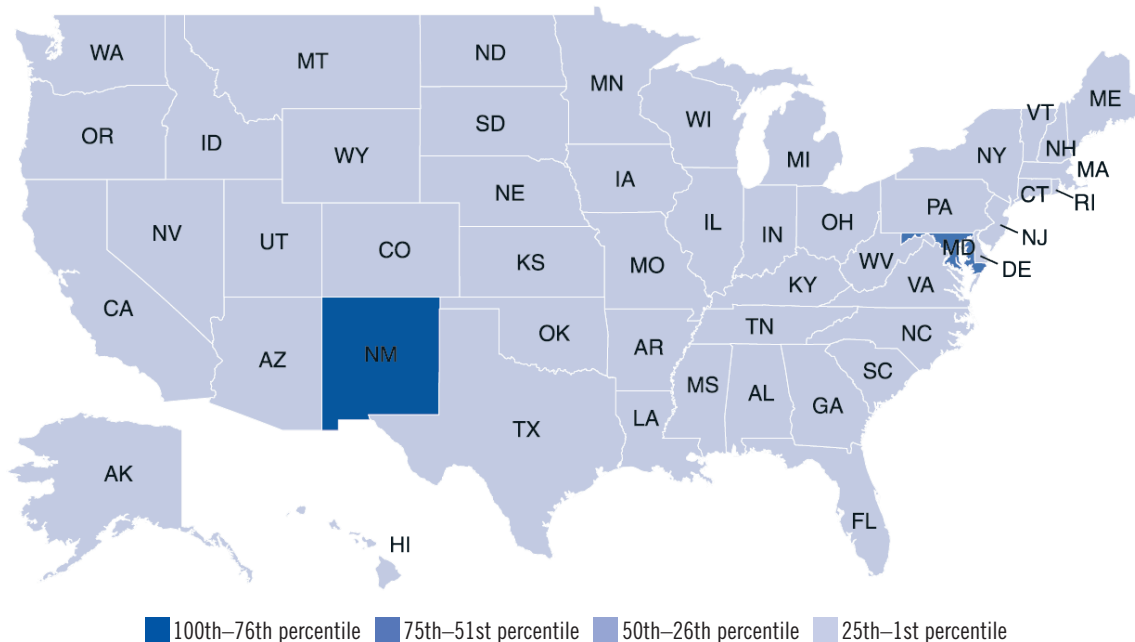 WA
MT
ND
MN
ME
VT
NH
OR
ID
SD
WI
MI
NY
MA
WY
IA
CT
RI
NE
PA
NJ
NV
UT
CO
IL
IN
OH
MD
DE
KS
MO
WV
VA
CA
KY
NM
OK
TN
NC
AZ
AR
SC
MS
AL
GA
TX
LA
AK
FL
HI
100th–76th percentile
75th–51st percentile
50th–26th percentile
25th–1st percentile